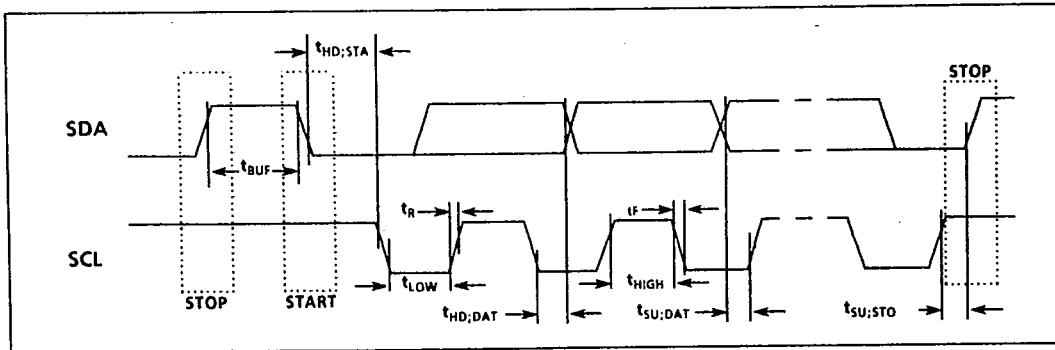 tHD;STA
STOP
SDA
tBUF
tR
tF
SCL
tLOW
tHIGH
STOP
START
tHD;DAT
tSU;DAT
tSU;STO